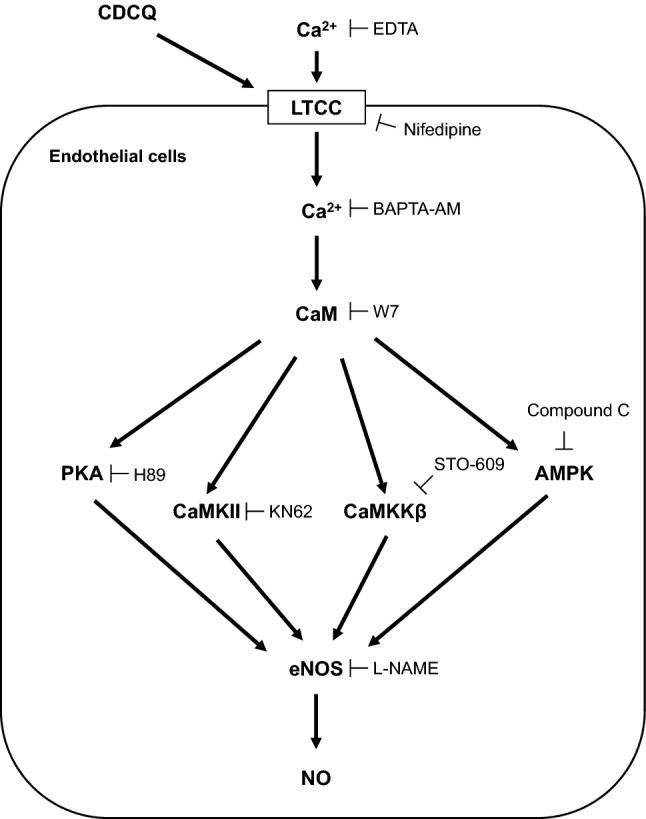 CDCQ
Ca²⁺ EDTA
LTCC
Nifedipine
Endothelial cells
Ca²⁺ BAPTA-AM
CaM W7
Compound C
STO-609
PKA H89
AMPK
CaMKII KN62
CaMKKβ
eNOS L-NAME
NO